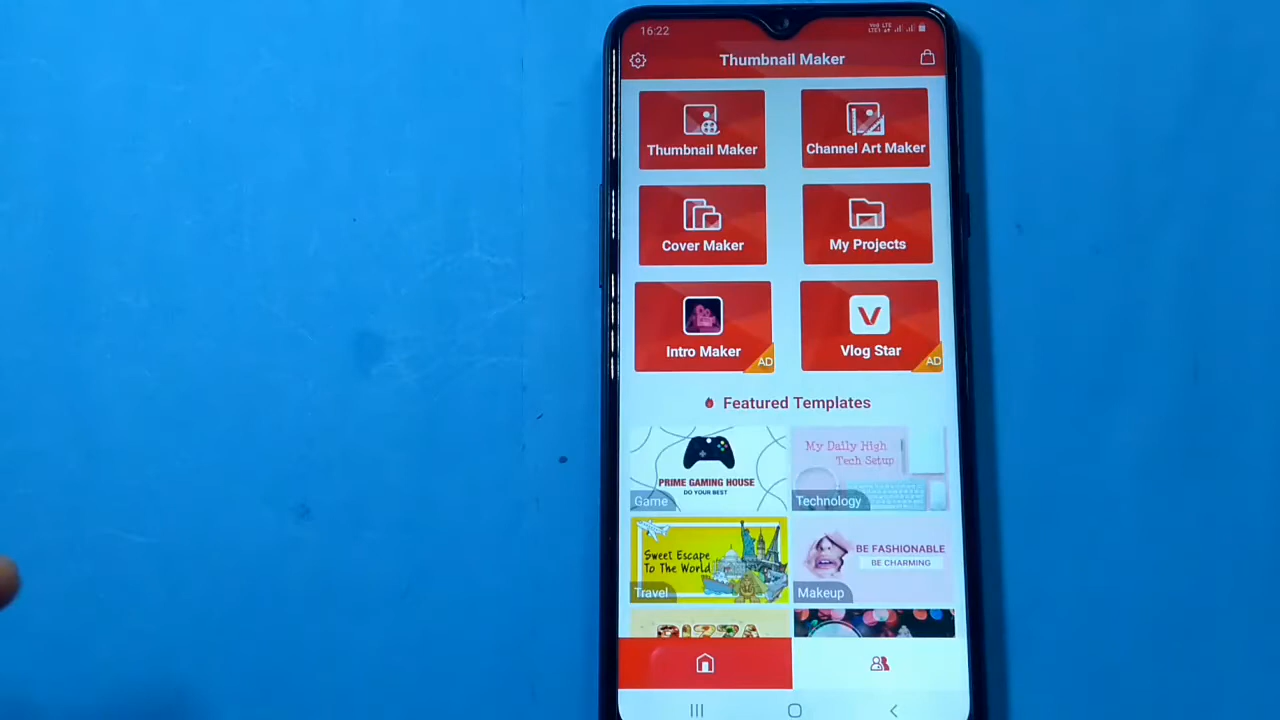 16:22
Thumbnail Maker
Thumbnail Maker
Channel Art Maker
Cover Maker
My Projects
Intro Maker
AD
Vlog Star
AD
Featured Templates
PRIME GAMING HOUSE
DO YOUR BEST
Game
My Daily High
Tech Setup
Technology
Sweet Escape
To The World
Travel
BE FASHIONABLE
BE CHARMING
Makeup
PIZZA